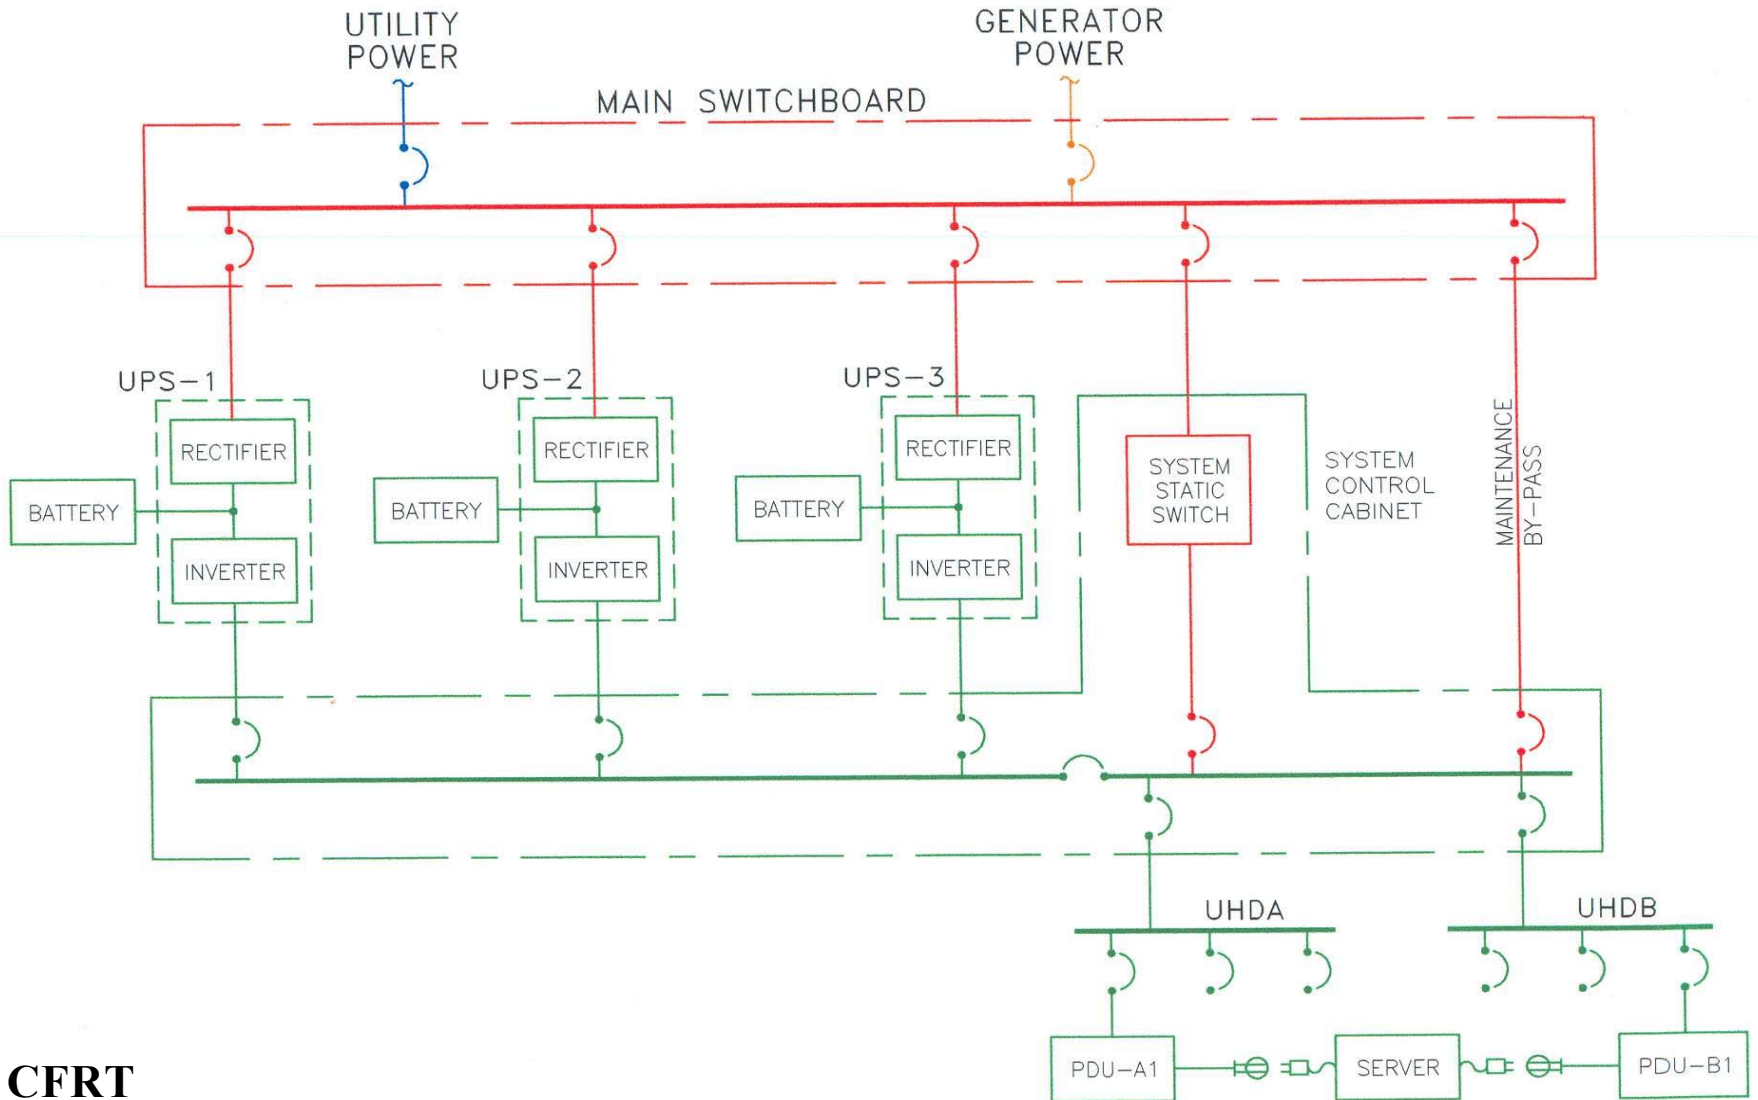 UTILITY
POWER
GENERATOR
POWER
MAIN SWITCHBOARD
UPS-1
UPS-2
UPS-3
RECTIFIER
RECTIFIER
RECTIFIER
BATTERY
BATTERY
BATTERY
INVERTER
INVERTER
INVERTER
SYSTEM
STATIC
SWITCH
SYSTEM
CONTROL
CABINET
MAINTENANCE
BY-PASS
UHDA
UHDB
PDU-A1
SERVER
PDU-B1
CFRT